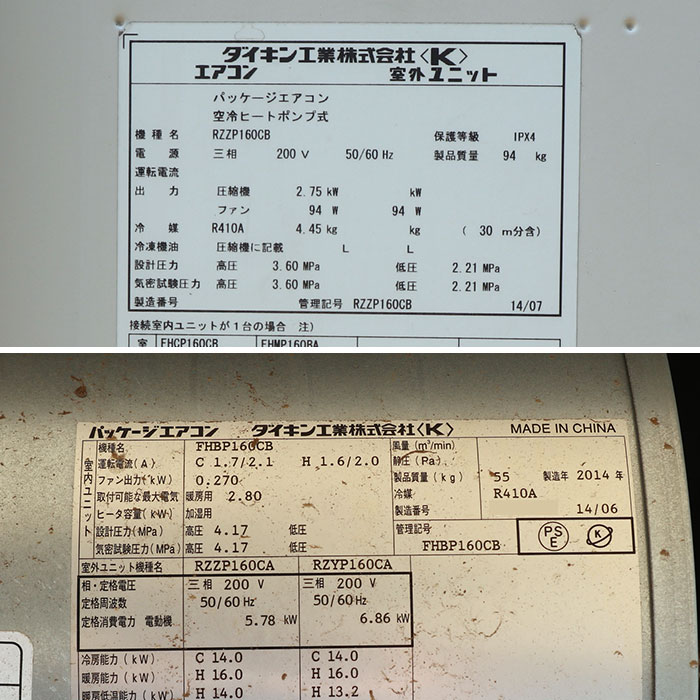 ダイキン工業株式会社〈K〉
エアコン 室外ユニット
パッケージエアコン
空冷ヒートポンプ式
機種名 RZZP160CB 保護等級 IPX4
電源 三相 200 V 50/60 Hz 製品質量 94 kg
運転電流
出力 圧縮機 2.75 kW kW
ファン 94 W 94 W
冷媒 R410A 4.45 kg kg ( 30 m分含)
冷凍機油 圧縮機に記載 L L
設計圧力 高圧 3.60 MPa 低圧 2.21 MPa
気密試験圧力 高圧 3.60 MPa 低圧 2.21 MPa
製造番号 管理記号 RZZP160CB 14/07
接続室内ユニットが1台の場合 注)
室 FHCP160CB FHMP160BA
パッケージエアコン ダイキン工業株式会社〈K〉 MADE IN CHINA
室内ユニット
機種名 FHBP160CB 風量 (m³/min)
運転電流(A) C 1.7/2.1 H 1.6/2.0 静圧 (Pa)
ファン出力(kW) 0.270 製品質量 (kg) 55 製造年 2014 年
取付可能な最大電気 暖房用 2.80 冷媒 R410A
ヒータ容量(kW) 加湿用 製造番号 14/06
設計圧力(MPa) 高圧 4.17 低圧 管理記号
気密試験圧力(MPa) 高圧 4.17 低圧 FHBP160CB PSE K
室外ユニット機種名 RZZP160CA RZYP160CA
相・定格電圧 三相 200 V 三相 200 V
定格周波数 50/60 Hz 50/60 Hz
定格消費電力 電動機 5.78 kW 6.86 kW
冷房能力(kW) C 14.0 C 14.0
暖房能力(kW) H 16.0 H 16.0
暖房低温能力(kW) H 14.0 H 13.2